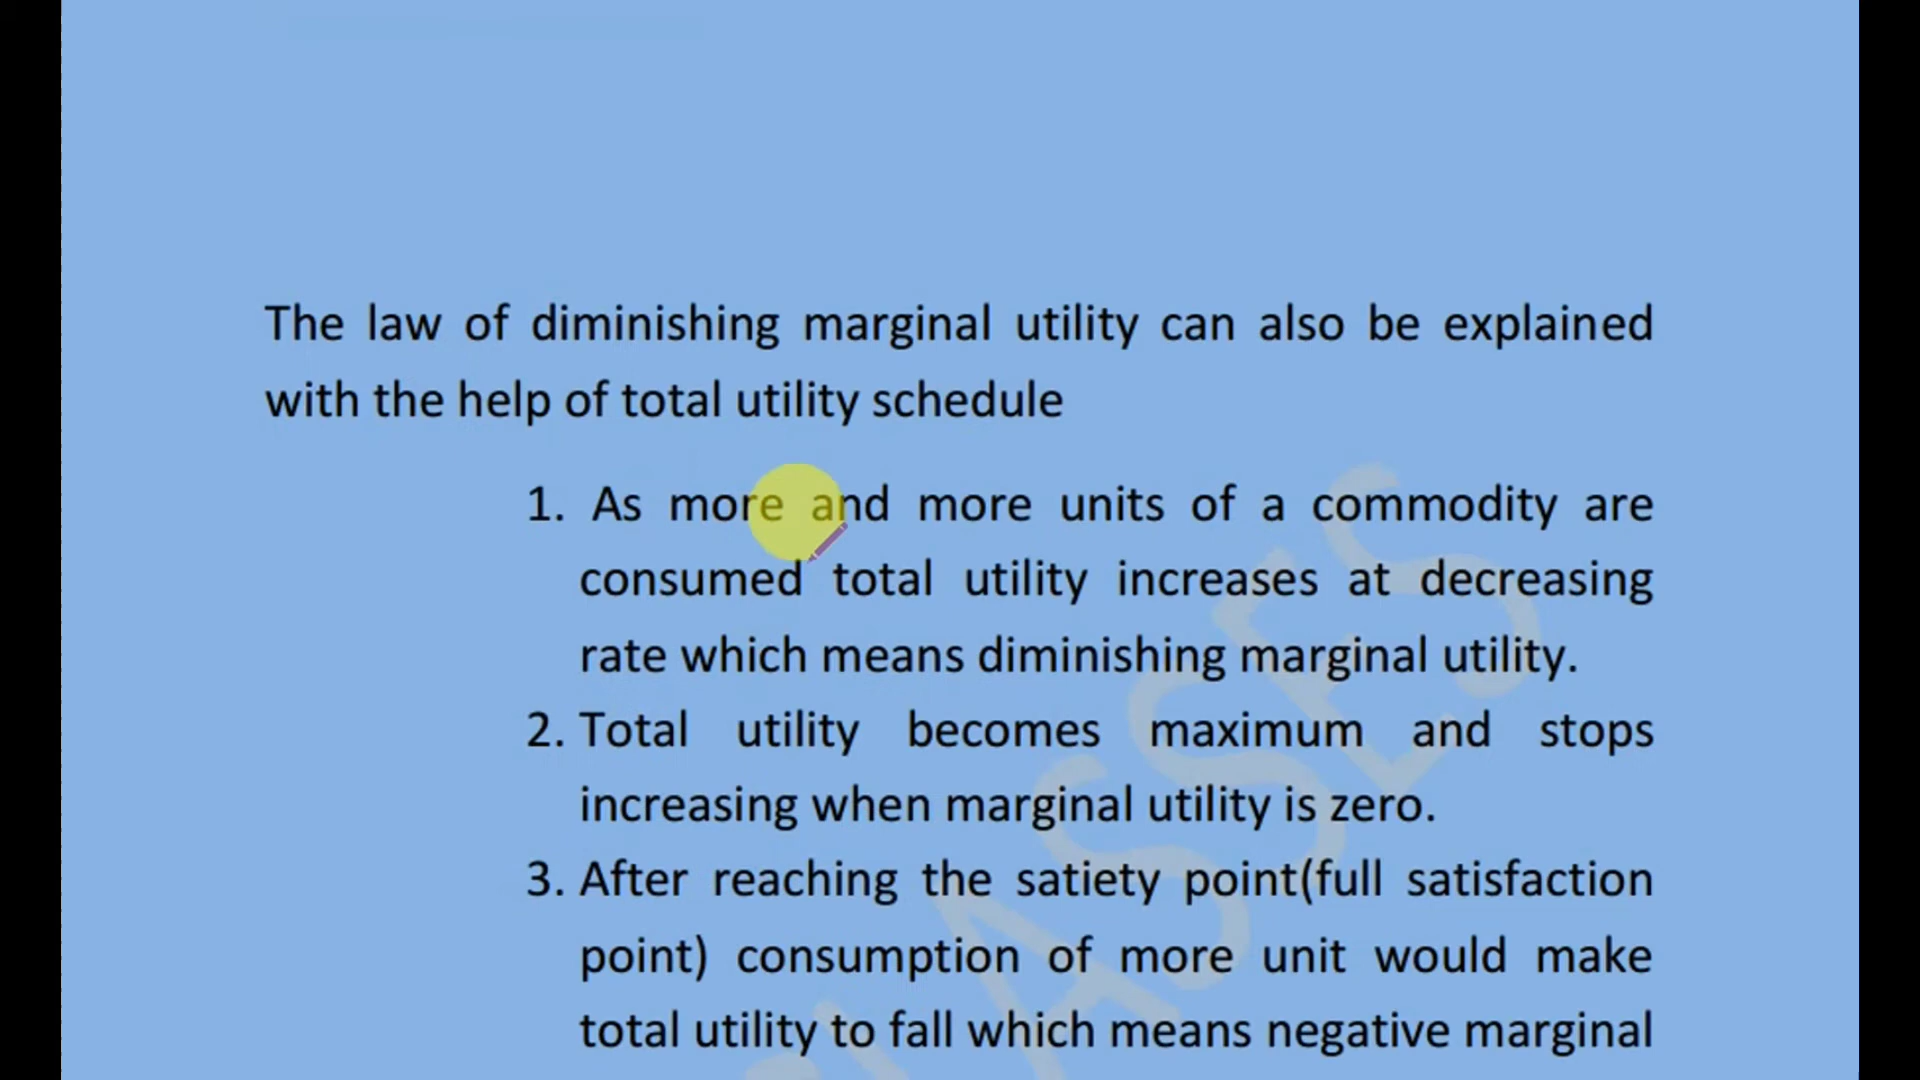 The law of diminishing marginal utility can also be explained
with the help of total utility schedule
1. As more and more units of a commodity are
consumed total utility increases at decreasing
rate which means diminishing marginal utility.
2. Total utility becomes maximum and stops
increasing when marginal utility is zero.
3. After reaching the satiety point(full satisfaction
point) consumption of more unit would make
total utility to fall which means negative marginal
CLASSES